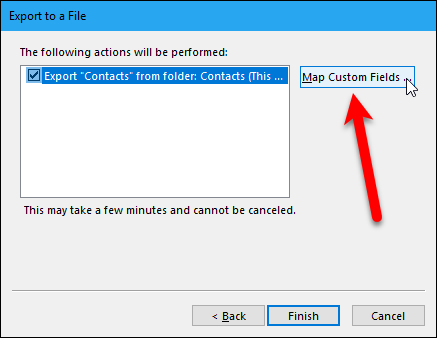 Export to a File
The following actions will be performed:
Export "Contacts" from folder: Contacts (This ...
Map Custom Fields ...
This may take a few minutes and cannot be canceled.
< Back
Finish
Cancel